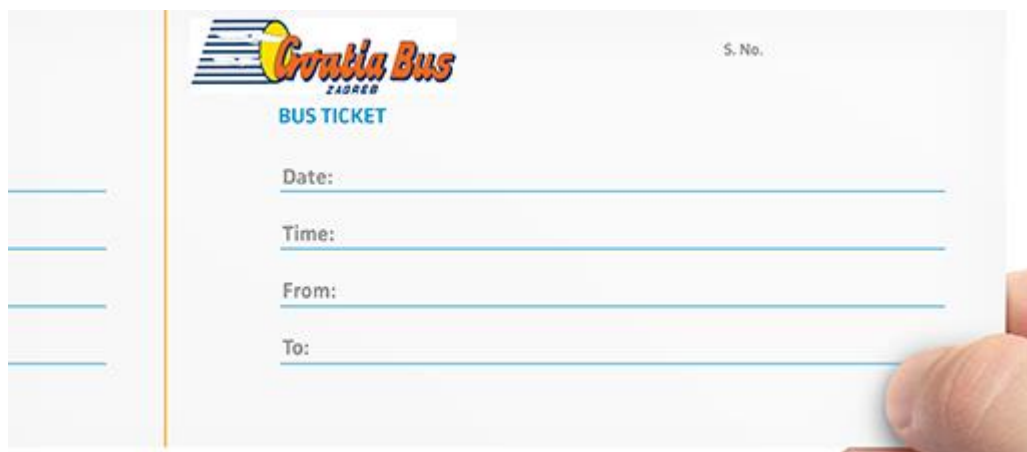 Croatia Bus
ZAGREB
S. No.
BUS TICKET
Date:
Time:
From:
To: